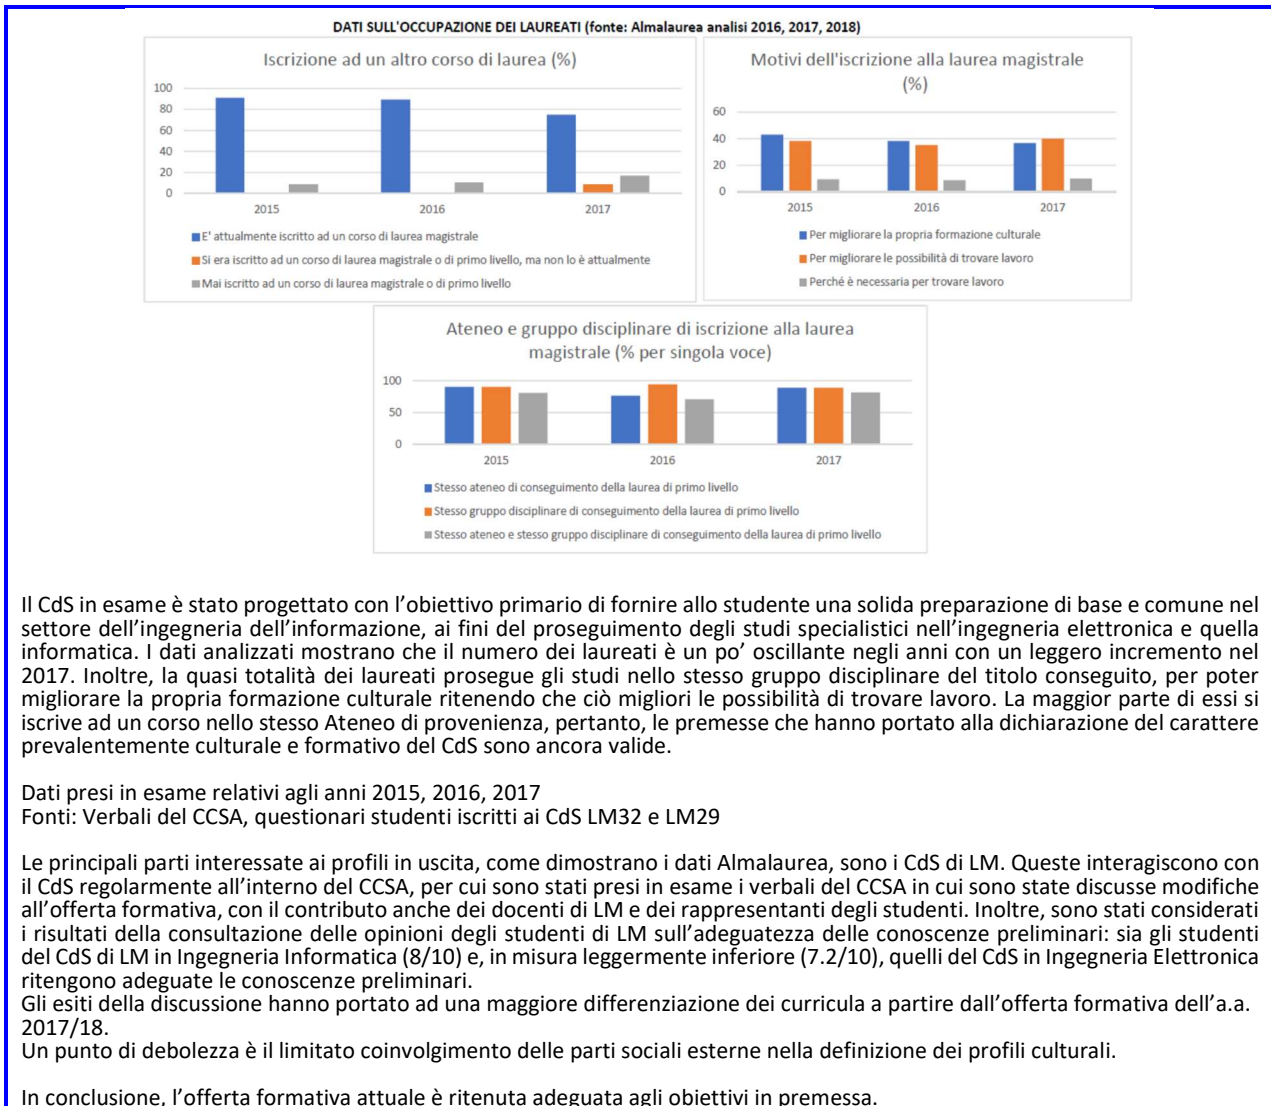 DATI SULL'OCCUPAZIONE DEI LAUREATI (fonte: Almalaurea analisi 2016, 2017, 2018)
Iscrizione ad un altro corso di laurea (%)
100
80
60
40
20
0
2015
2016
2017
E' attualmente iscritto ad un corso di laurea magistrale
Si era iscritto ad un corso di laurea magistrale o di primo livello, ma non lo è attualmente
Mai iscritto ad un corso di laurea magistrale o di primo livello
Motivi dell'iscrizione alla laurea magistrale
(%)
60
40
20
0
2015
2016
2017
Per migliorare la propria formazione culturale
Per migliorare le possibilità di trovare lavoro
Perché è necessaria per trovare lavoro
Ateneo e gruppo disciplinare di iscrizione alla laurea
magistrale (% per singola voce)
100
50
0
2015
2016
2017
Stesso ateneo di conseguimento della laurea di primo livello
Stesso gruppo disciplinare di conseguimento della laurea di primo livello
Stesso ateneo e stesso gruppo disciplinare di conseguimento della laurea di primo livello
Il CdS in esame è stato progettato con l'obiettivo primario di fornire allo studente una solida preparazione di base e comune nel
settore dell'ingegneria dell'informazione, ai fini del proseguimento degli studi specialistici nell'ingegneria elettronica e quella
informatica. I dati analizzati mostrano che il numero dei laureati è un po' oscillante negli anni con un leggero incremento nel
2017. Inoltre, la quasi totalità dei laureati prosegue gli studi nello stesso gruppo disciplinare del titolo conseguito, per poter
migliorare la propria formazione culturale ritenendo che ciò migliori le possibilità di trovare lavoro. La maggior parte di essi si
iscrive ad un corso nello stesso Ateneo di provenienza, pertanto, le premesse che hanno portato alla dichiarazione del carattere
prevalentemente culturale e formativo del CdS sono ancora valide.
Dati presi in esame relativi agli anni 2015, 2016, 2017
Fonti: Verbali del CCSA, questionari studenti iscritti ai CdS LM32 e LM29
Le principali parti interessate ai profili in uscita, come dimostrano i dati Almalaurea, sono i CdS di LM. Queste interagiscono con
il CdS regolarmente all'interno del CCSA, per cui sono stati presi in esame i verbali del CCSA in cui sono state discusse modifiche
all'offerta formativa, con il contributo anche dei docenti di LM e dei rappresentanti degli studenti. Inoltre, sono stati considerati
i risultati della consultazione delle opinioni degli studenti di LM sull'adeguatezza delle conoscenze preliminari: sia gli studenti
del CdS di LM in Ingegneria Informatica (8/10) e, in misura leggermente inferiore (7.2/10), quelli del CdS in Ingegneria Elettronica
ritengono adeguate le conoscenze preliminari.
Gli esiti della discussione hanno portato ad una maggiore differenziazione dei curricula a partire dall'offerta formativa dell'a.a.
2017/18.
Un punto di debolezza è il limitato coinvolgimento delle parti sociali esterne nella definizione dei profili culturali.
In conclusione, l'offerta formativa attuale è ritenuta adeguata agli obiettivi in premessa.